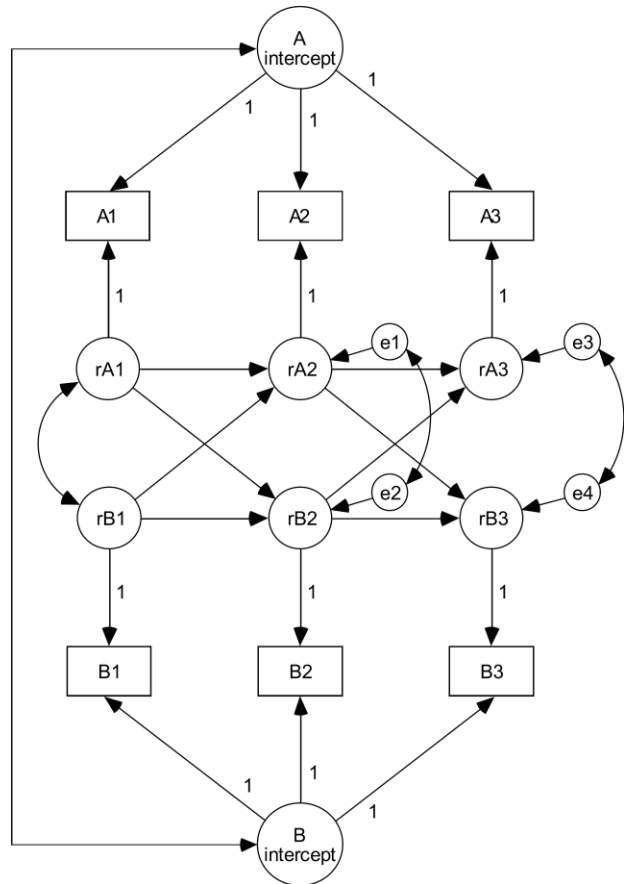 A
intercept
1
1
1
A1
A2
A3
1
1
1
e1
e3
rA1
rA2
rA3
e2
e4
rB1
rB2
rB3
1
1
1
B1
B2
B3
1
1
1
B
intercept